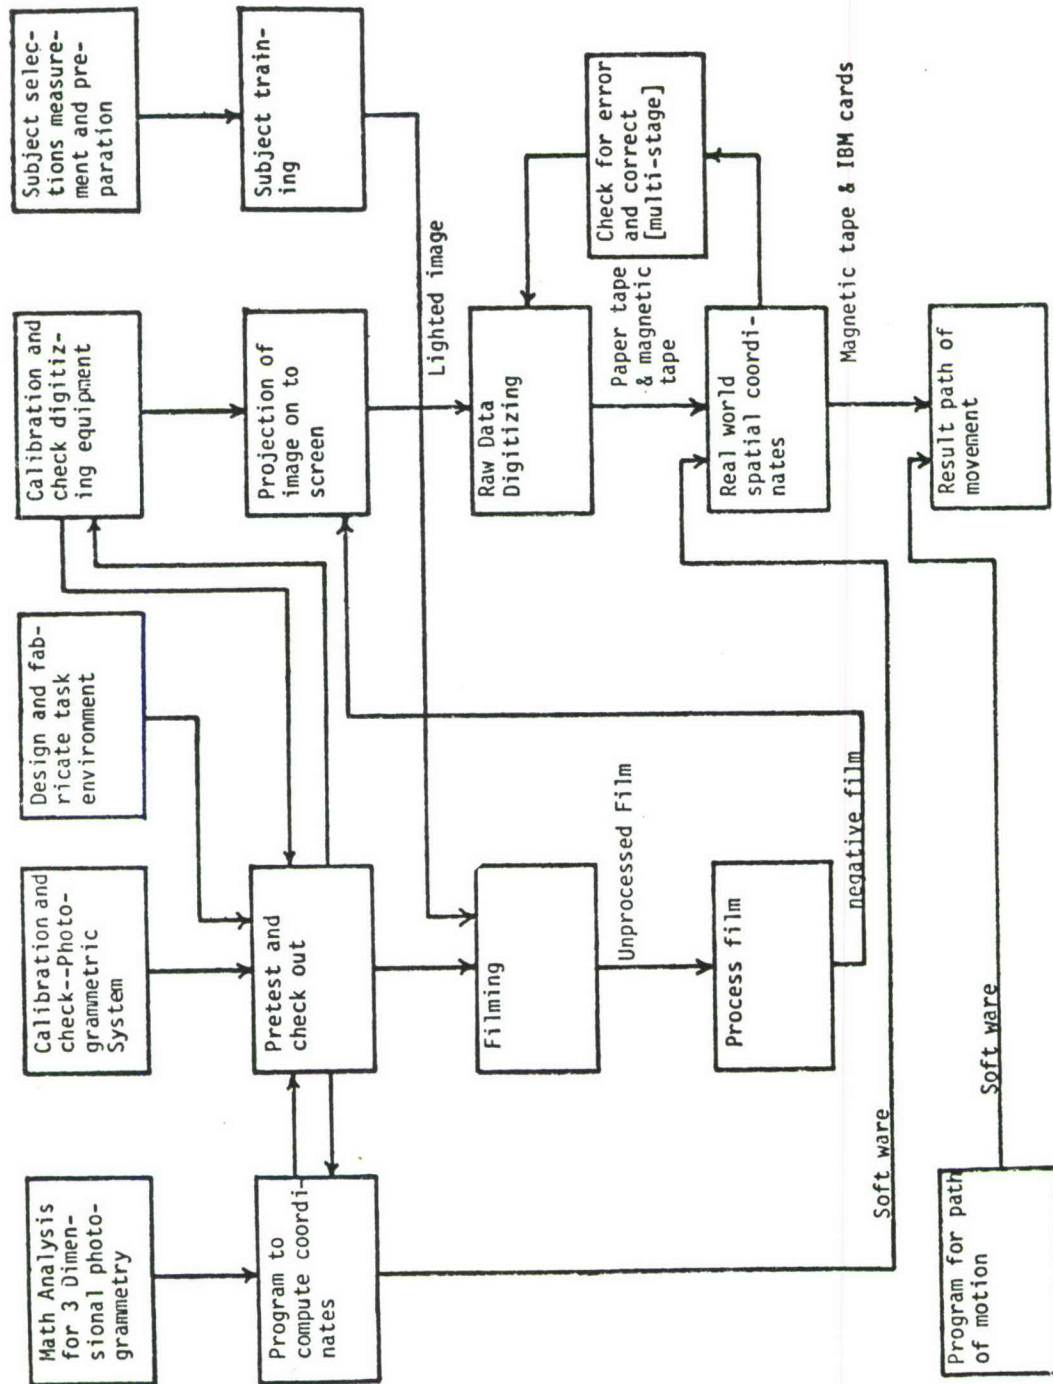 Math Analysis
for 3 Dimen-
sional photo-
grammetry
Calibration and
check--Photo-
grammetric
System
Design and fab-
ricate task
environment
Calibration and
check digitiz-
ing equipment
Subject selec-
tions measure-
ment and pre-
paration
Program to
compute coordi-
nates
Pretest and
check out
Projection of
image on to
screen
Subject train-
ing
Lighted image
Filming
Raw Data
Digitizing
Check for error
and correct
[multi-stage]
Unprocessed Film
Paper tape
& magnetic
tape
Process film
Real world
spatial coordi-
nates
negative film
Soft ware
Magnetic tape & IBM cards
Program for path
of motion
Soft ware
Result path of
movement